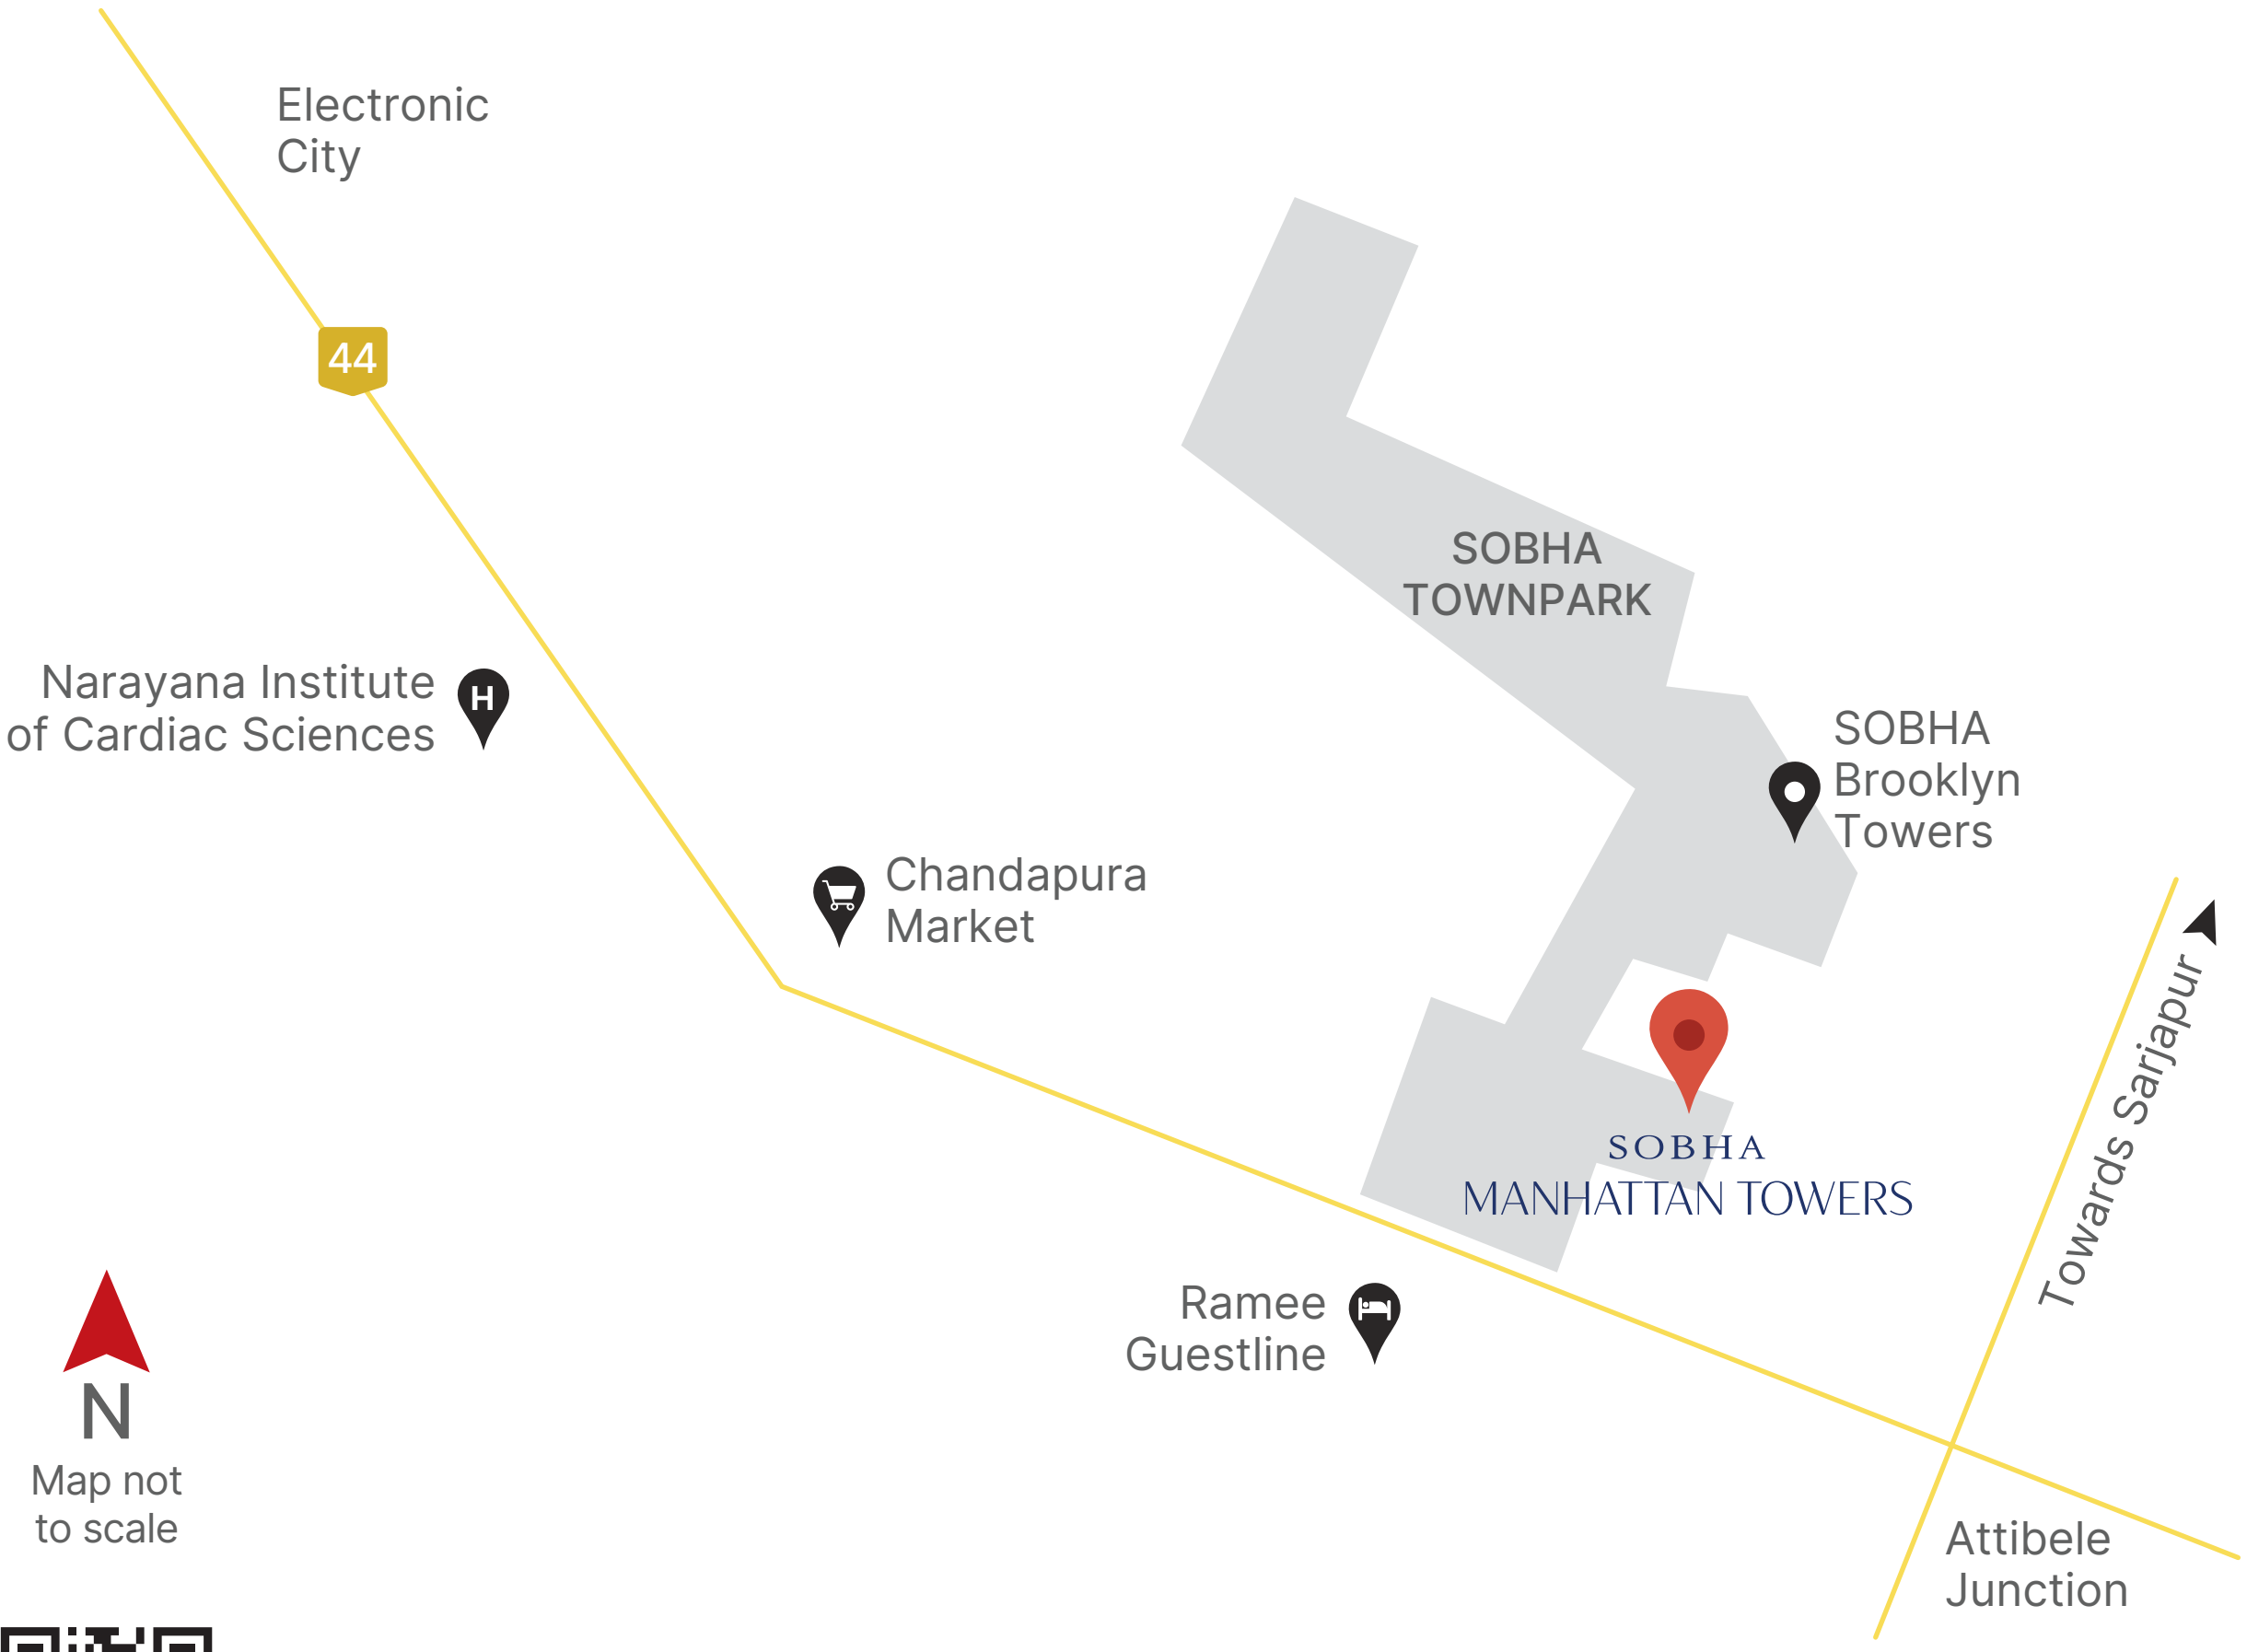 Electronic
City
44
SOBHA
TOWNPARK
Narayana Institute
of Cardiac Sciences
H
SOBHA
Brooklyn
Towers
Chandapura
Market
Towards Sarjapur
SOBHA
MANHATTAN TOWERS
Ramee
Guestline
N
Map not
to scale
Attibele
Junction